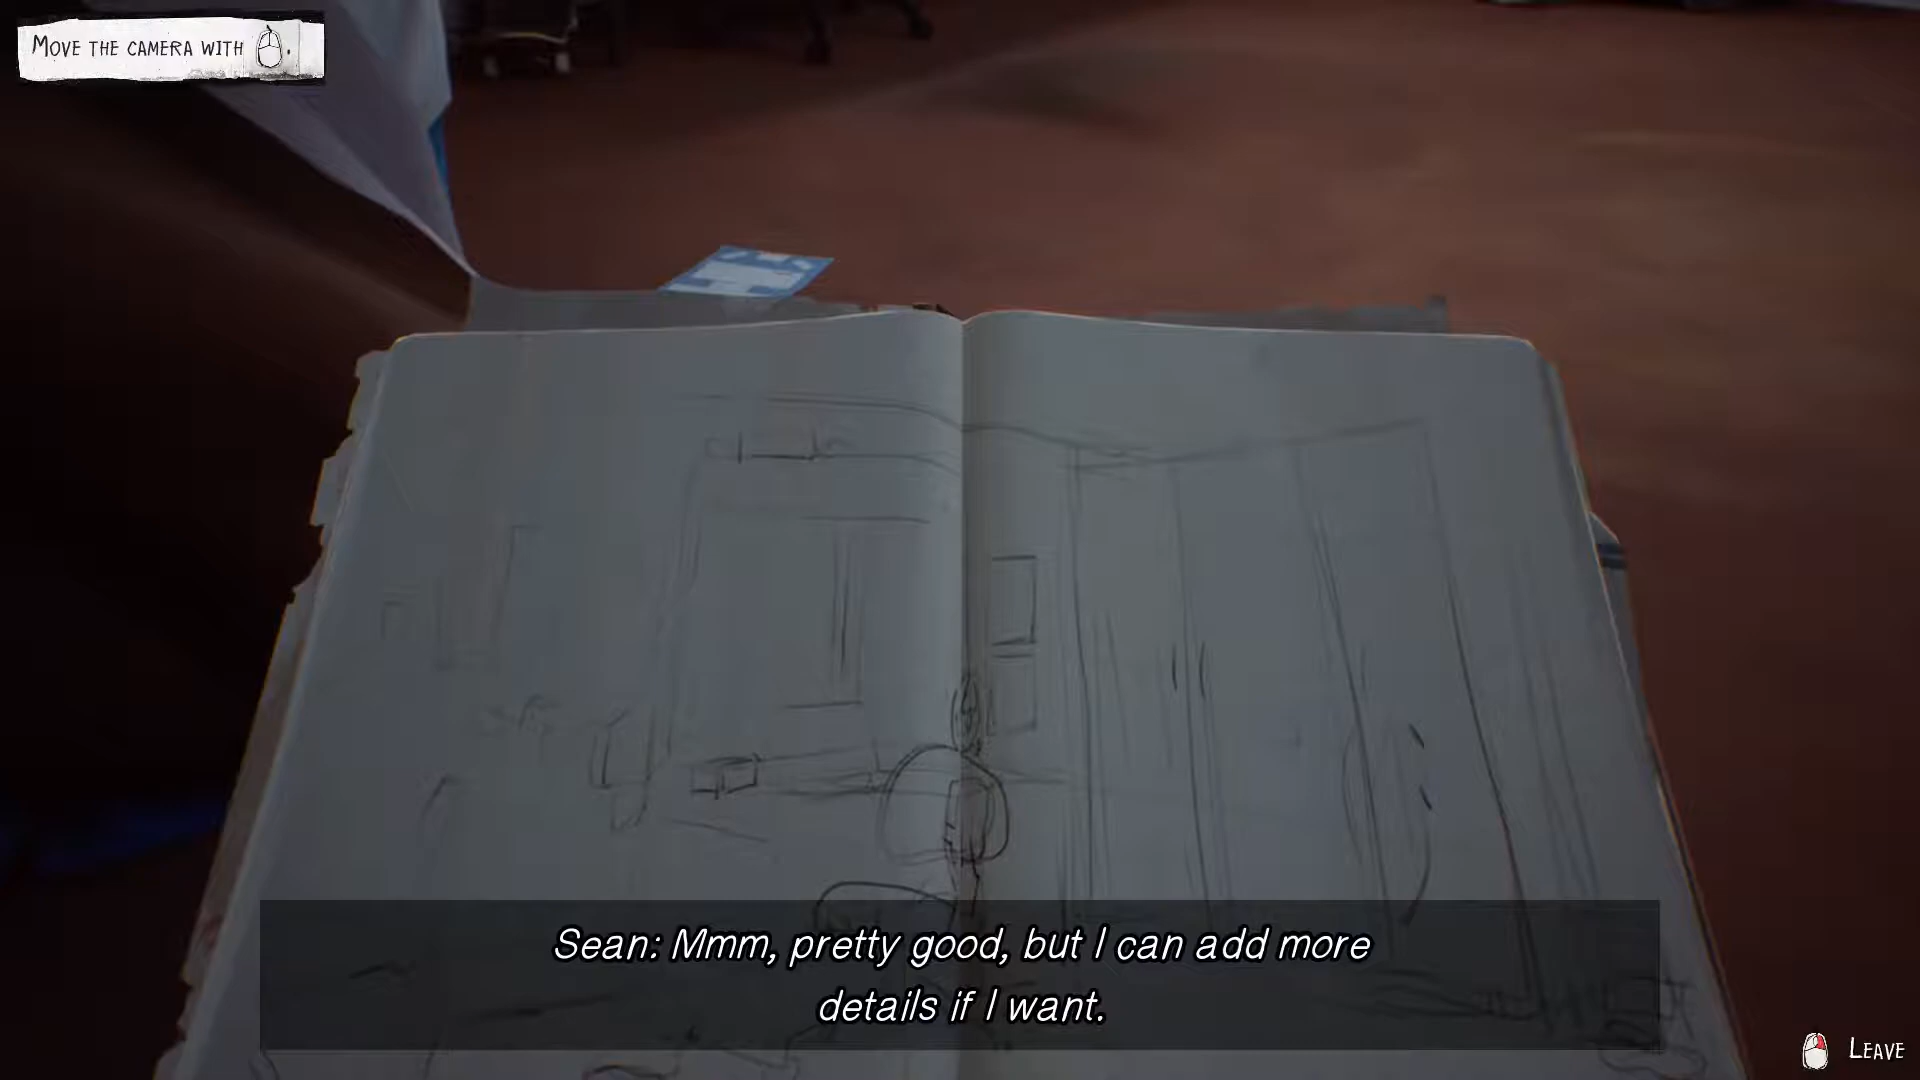 MOVE THE CAMERA WITH .
Sean: Mmm, pretty good, but I can add more
details if I want.
LEAVE